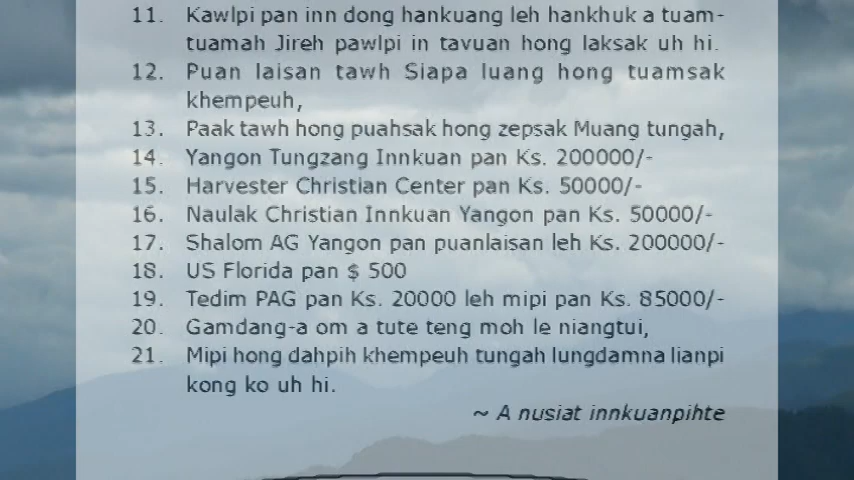 11. Kawlpi pan inn dong hankuang leh hankhuk a tuam-
tuamah Jireh pawlpi in tavuan hong laksak uh hi.
12. Puan laisan tawh Siapa luang hong tuamsak
khempeuh,
13. Paak tawh hong puahsak hong zepsak Muang tungah,
14. Yangon Tungzang Innkuan pan Ks. 200000/-
15. Harvester Christian Center pan Ks. 50000/-
16. Naulak Christian Innkuan Yangon pan Ks. 50000/-
17. Shalom AG Yangon pan puanlaisan leh Ks. 200000/-
18. US Florida pan $ 500
19. Tedim PAG pan Ks. 20000 leh mipi pan Ks. 85000/-
20. Gamdang-a om a tute teng moh le niangtui,
21. Mipi hong dahpih khempeuh tungah lungdamna lianpi
kong ko uh hi.
~ A nusiat innkuanpihte